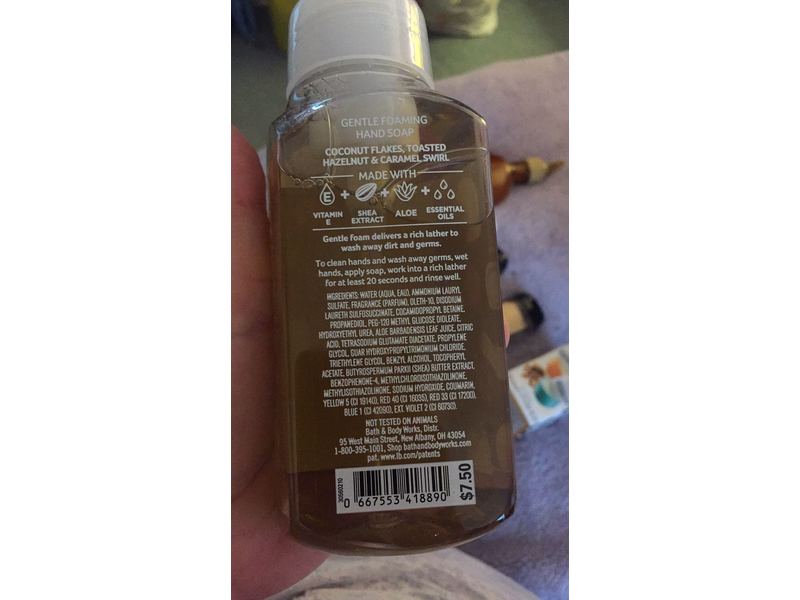 GENTLE FOAMING
HAND SOAP
COCONUT FLAKES, TOASTED
HAZELNUT & CARAMEL SWIRL
MADE WITH
E + + +
VITAMIN E SHEA EXTRACT ALOE ESSENTIAL OILS
Gentle foam delivers a rich lather to
wash away dirt and germs.
To clean hands and wash away germs, wet
hands, apply soap, work into a rich lather
for at least 20 seconds and rinse well.
INGREDIENTS: WATER (AQUA, EAU), AMMONIUM LAURYL
SULFATE, FRAGRANCE (PARFUM), OLETH-10, DISODIUM
LAURETH SULFOSUCCINATE, COCAMIDOPROPYL BETAINE,
PROPANEDIOL, PEG-120 METHYL GLUCOSE DIOLEATE,
HYDROXYETHYL UREA, ALOE BARBADENSIS LEAF JUICE, CITRIC
ACID, TETRASODIUM GLUTAMATE DIACETATE, PROPYLENE
GLYCOL, GUAR HYDROXYPROPYLTRIMONIUM CHLORIDE,
TRIETHYLENE GLYCOL, BENZYL ALCOHOL, TOCOPHERYL
ACETATE, BUTYROSPERMUM PARKII (SHEA) BUTTER EXTRACT,
BENZOPHENONE-4, METHYLCHLOROISOTHIAZOLINONE,
METHYLISOTHIAZOLINONE, SODIUM HYDROXIDE, COUMARIN,
YELLOW 5 (CI 19140), RED 40 (CI 16035), RED 33 (CI 17200),
BLUE 1 (CI 42090), EXT. VIOLET 2 (CI 60730).
NOT TESTED ON ANIMALS
Bath & Body Works, Distr.
95 West Main Street, New Albany, OH 43054
1-800-395-1001, Shop bathandbodyworks.com
pat. www.lb.com/patents
30560210
0 667553 418890
$7.50